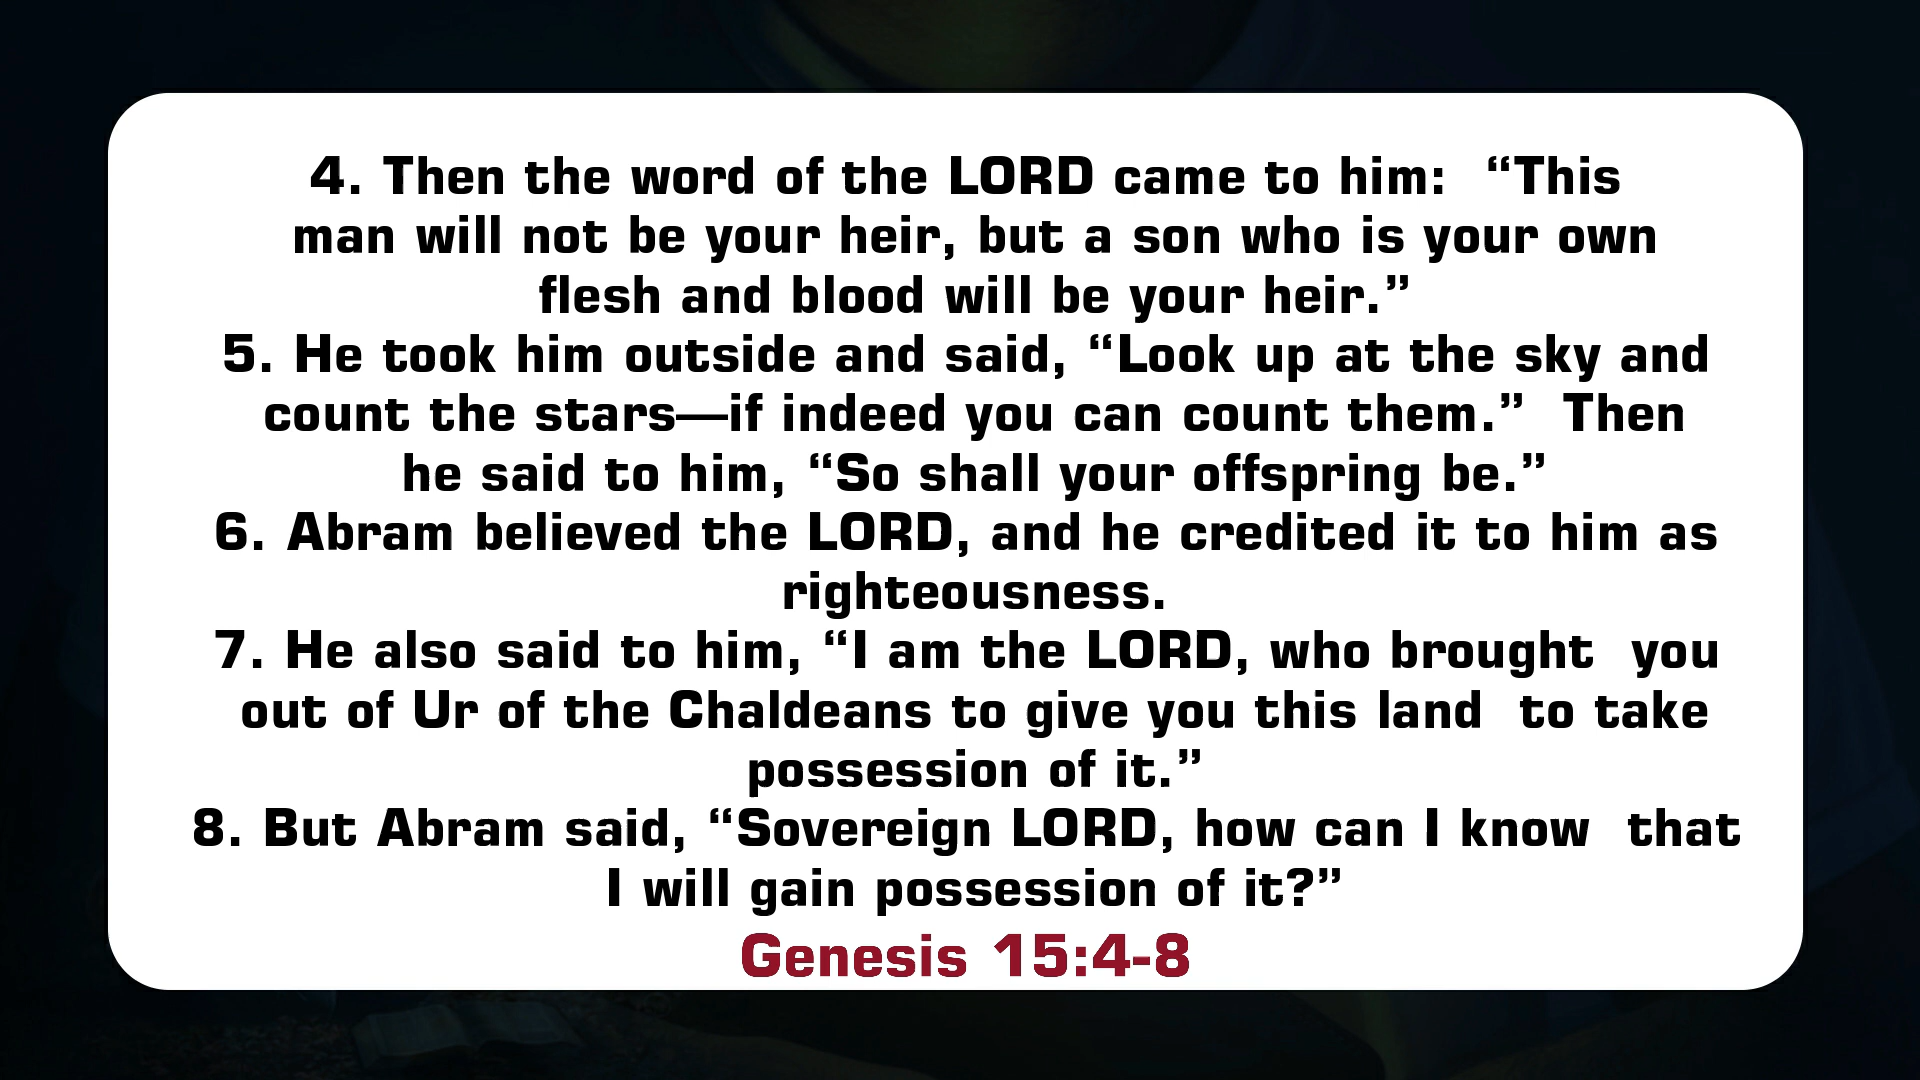 4. Then the word of the LORD came to him:  “This
man will not be your heir, but a son who is your own
flesh and blood will be your heir.”
5. He took him outside and said, “Look up at the sky and
count the stars—if indeed you can count them.”  Then
he said to him, “So shall your offspring be.”
6. Abram believed the LORD, and he credited it to him as
righteousness.
7. He also said to him, “I am the LORD, who brought  you
out of Ur of the Chaldeans to give you this land  to take
possession of it.”
8. But Abram said, “Sovereign LORD, how can I know  that
I will gain possession of it?”
Genesis 15:4-8